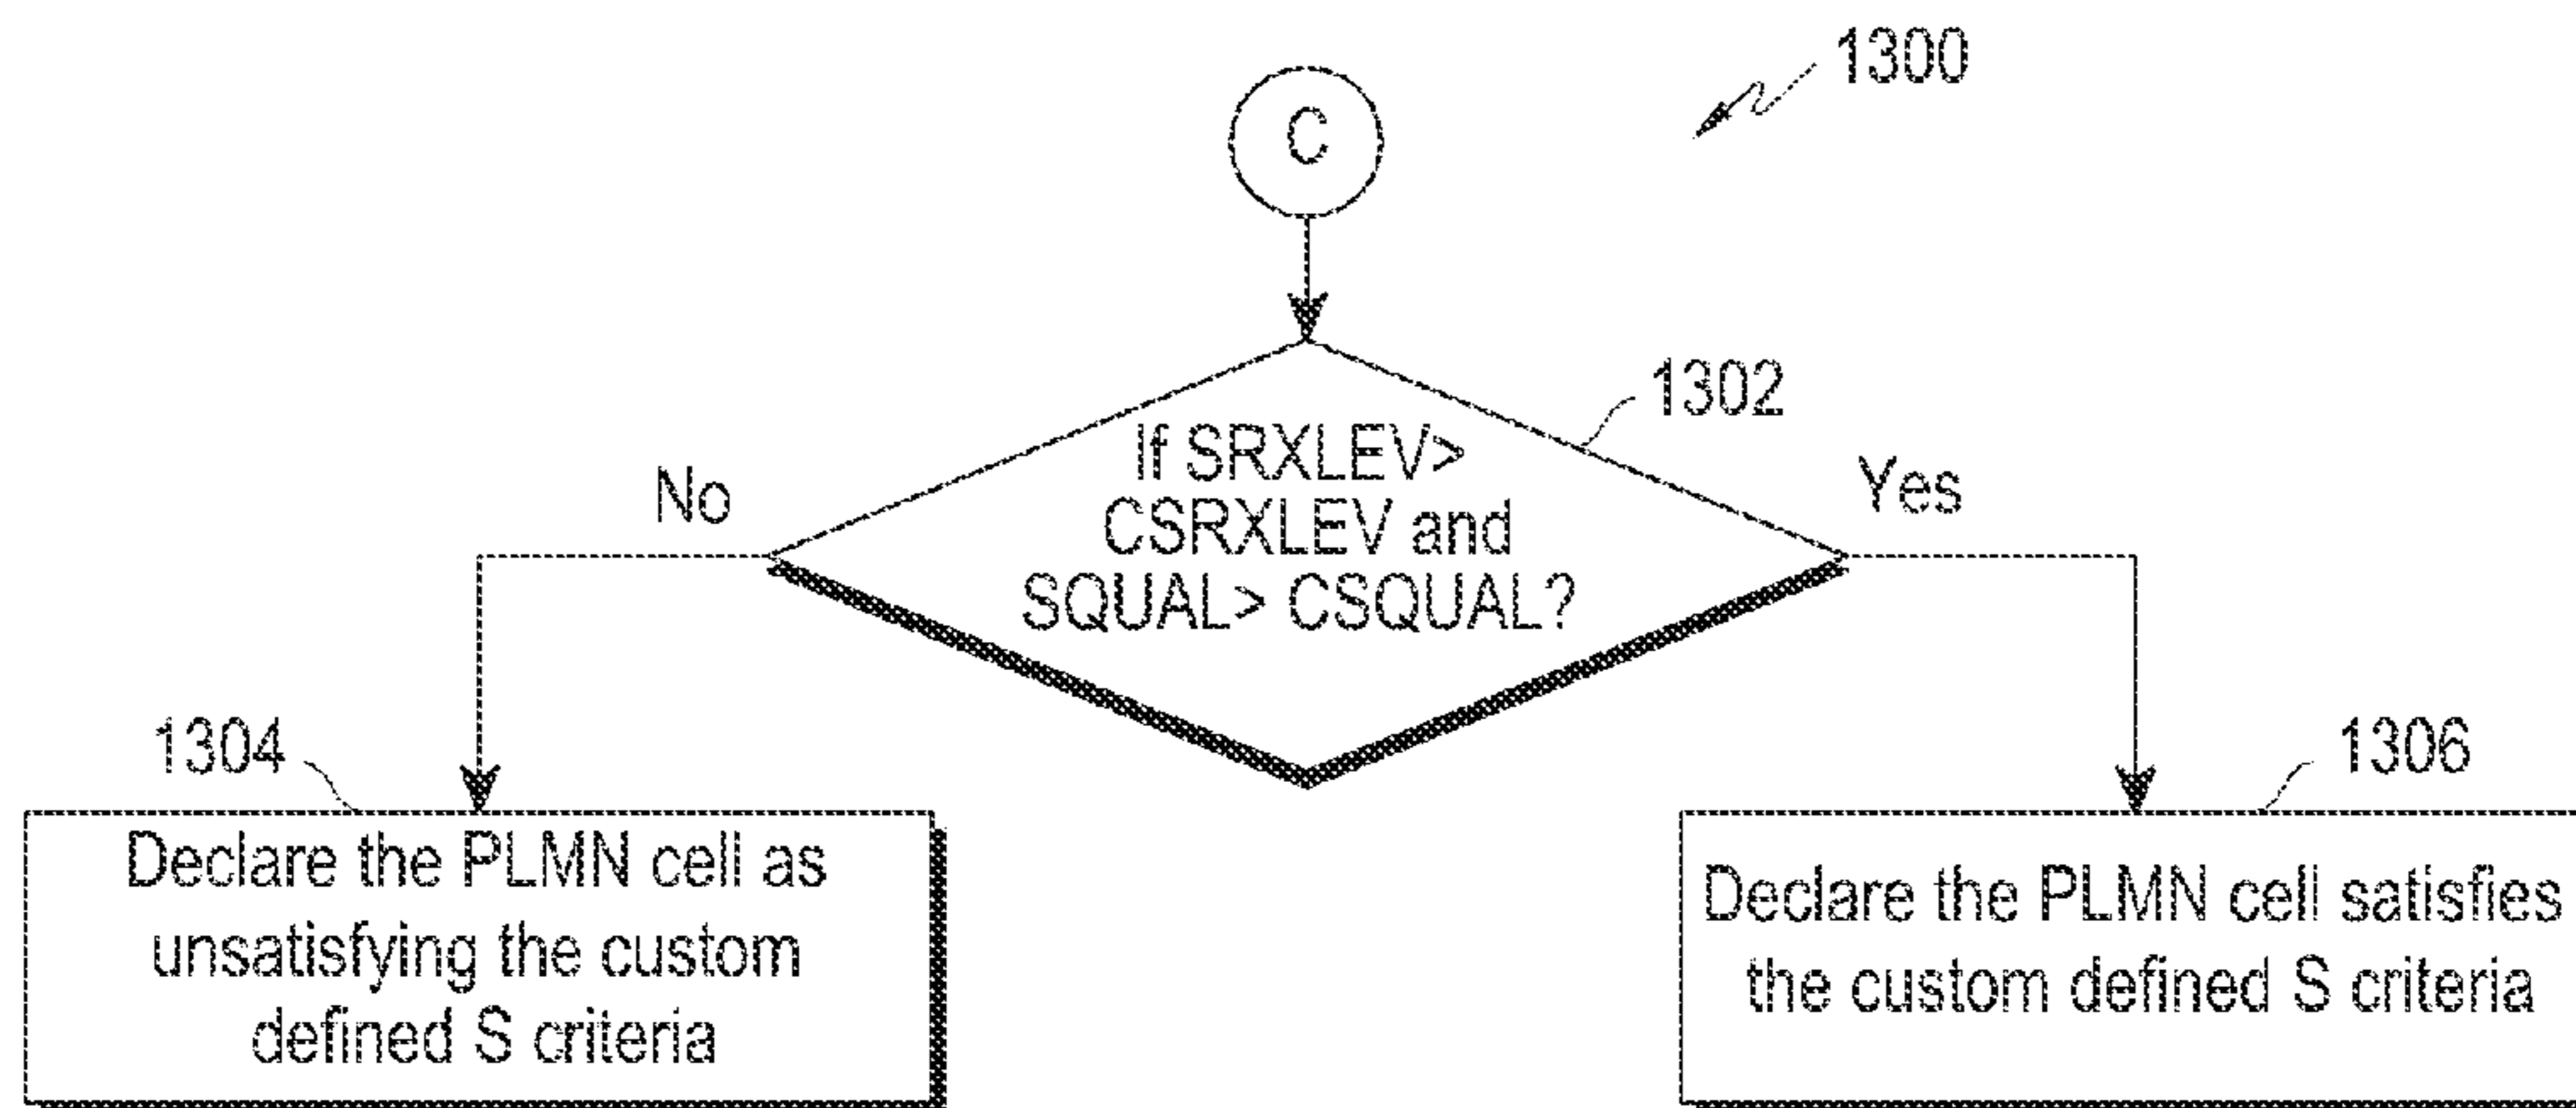 1300
C
1302
If SRXLEV>
CSRXLEV and
SQUAL> CSQUAL?
No
Yes
1304
Declare the PLMN cell as
unsatisfying the custom
defined S criteria
1306
Declare the PLMN cell satisfies
the custom defined S criteria